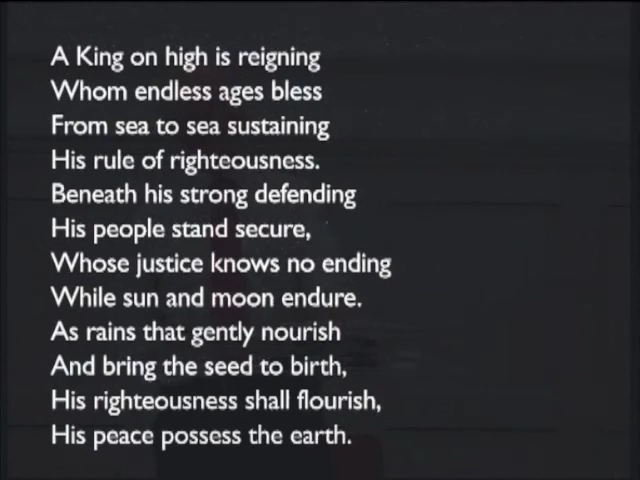 A King on high is reigning
Whom endless ages bless
From sea to sea sustaining
His rule of righteousness.
Beneath his strong defending
His people stand secure,
Whose justice knows no ending
While sun and moon endure.
As rains that gently nourish
And bring the seed to birth,
His righteousness shall flourish,
His peace possess the earth.